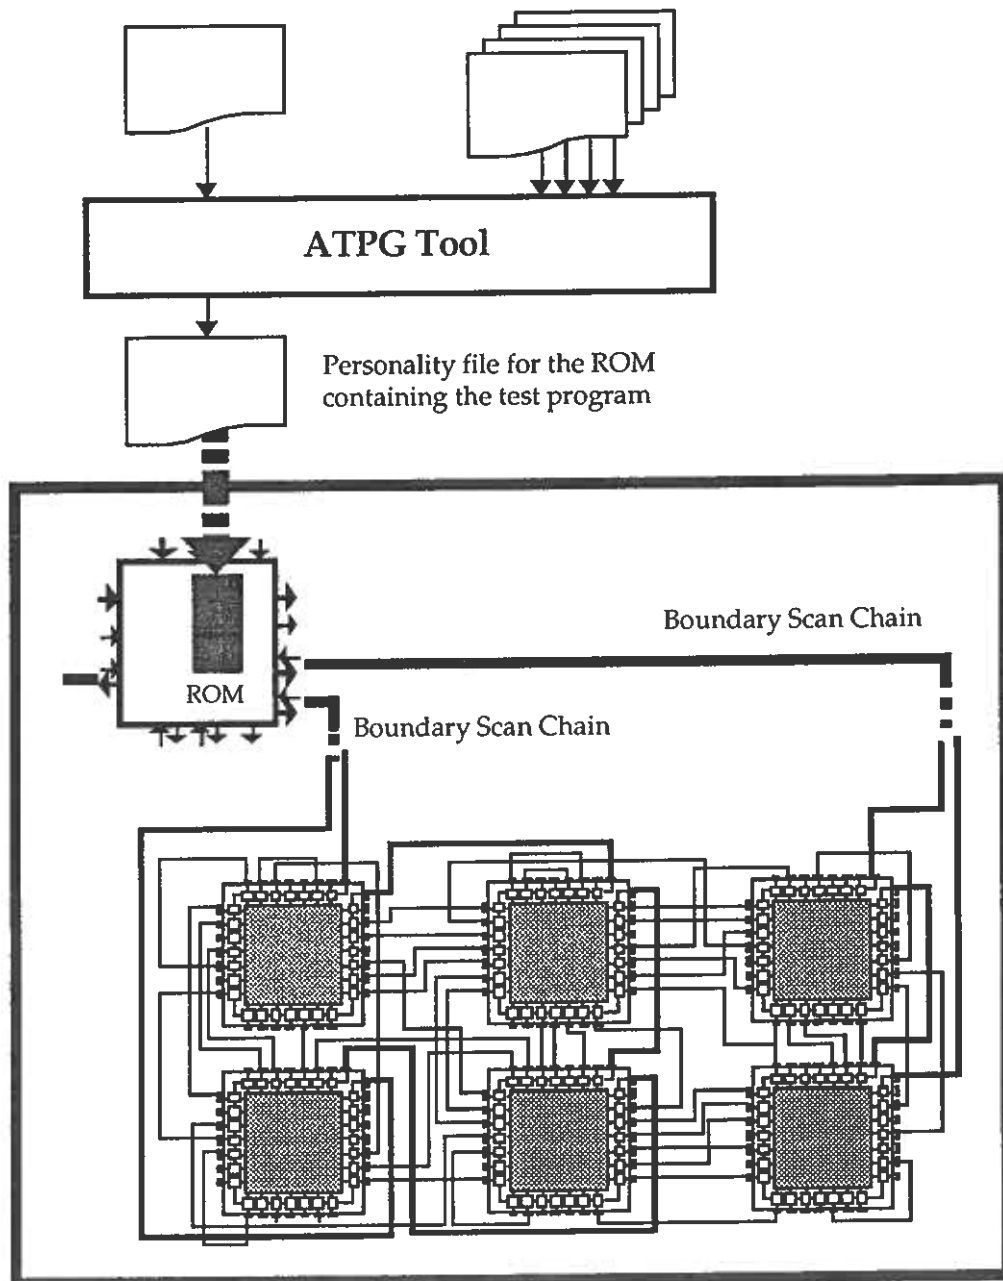 ATPG Tool
Personality file for the ROM
containing the test program
Boundary Scan Chain
ROM
Boundary Scan Chain